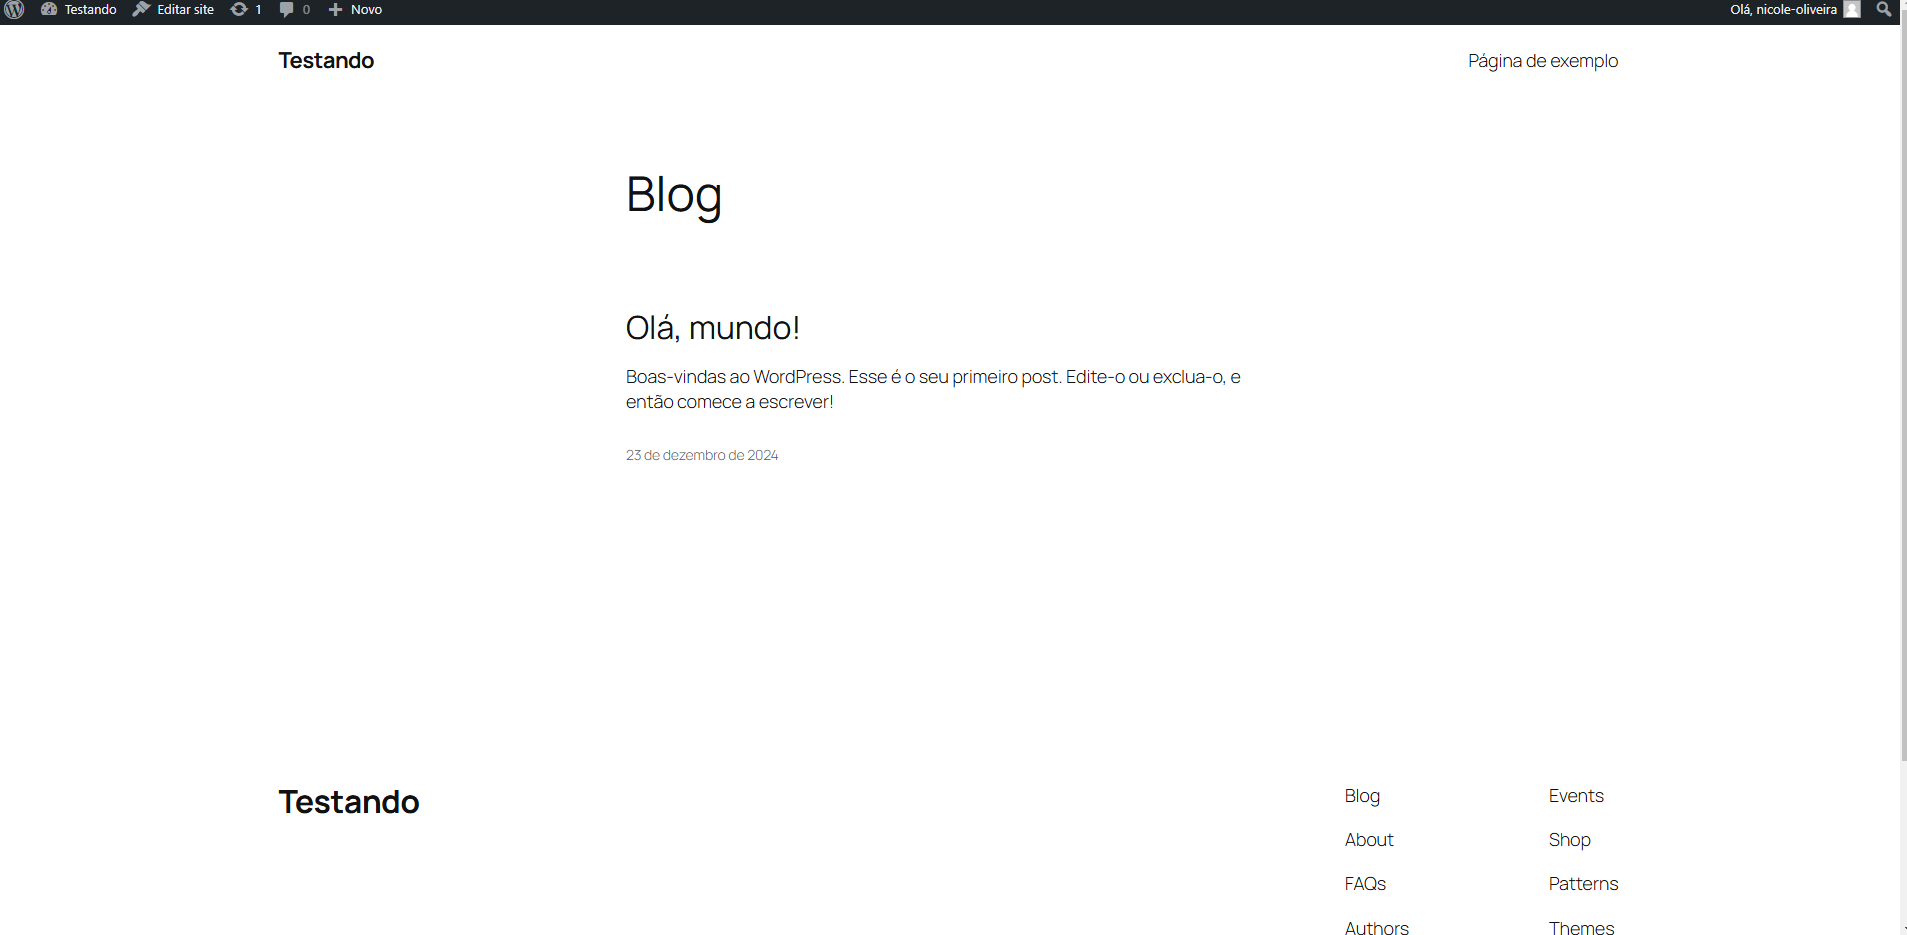 Testando Editar site 1 0 Novo Olá, nicole-oliveira
Testando Página de exemplo
Blog
Olá, mundo!
Boas-vindas ao WordPress. Esse é o seu primeiro post. Edite-o ou exclua-o, e
então comece a escrever!
23 de dezembro de 2024
Testando
Blog Events
About Shop
FAQs Patterns
Authors Themes